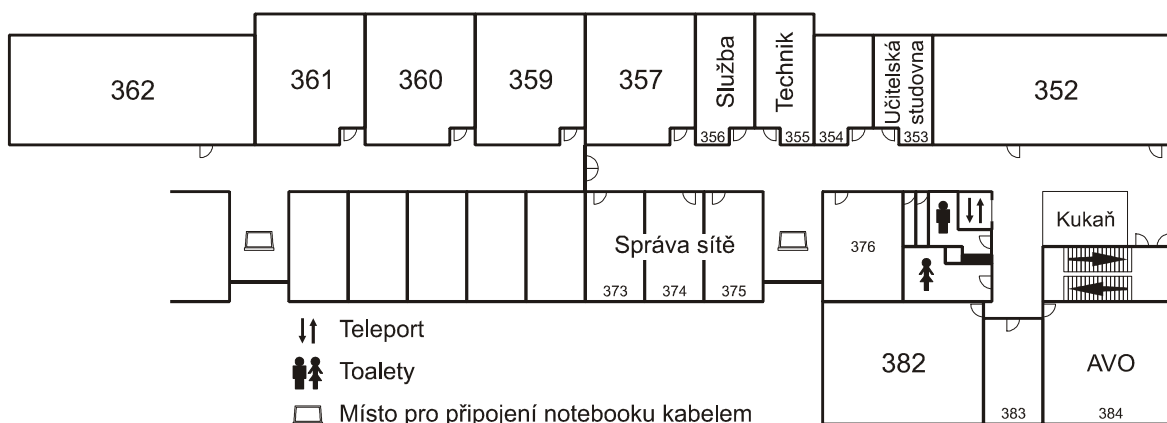 362
361
360
359
357
Služba
356
Technik
355
354
Učitelská
studovna
353
352
Správa sítě
373
374
375
376
Kukaň
382
383
AVO
384
Teleport
Toalety
Místo pro připojení notebooku kabelem